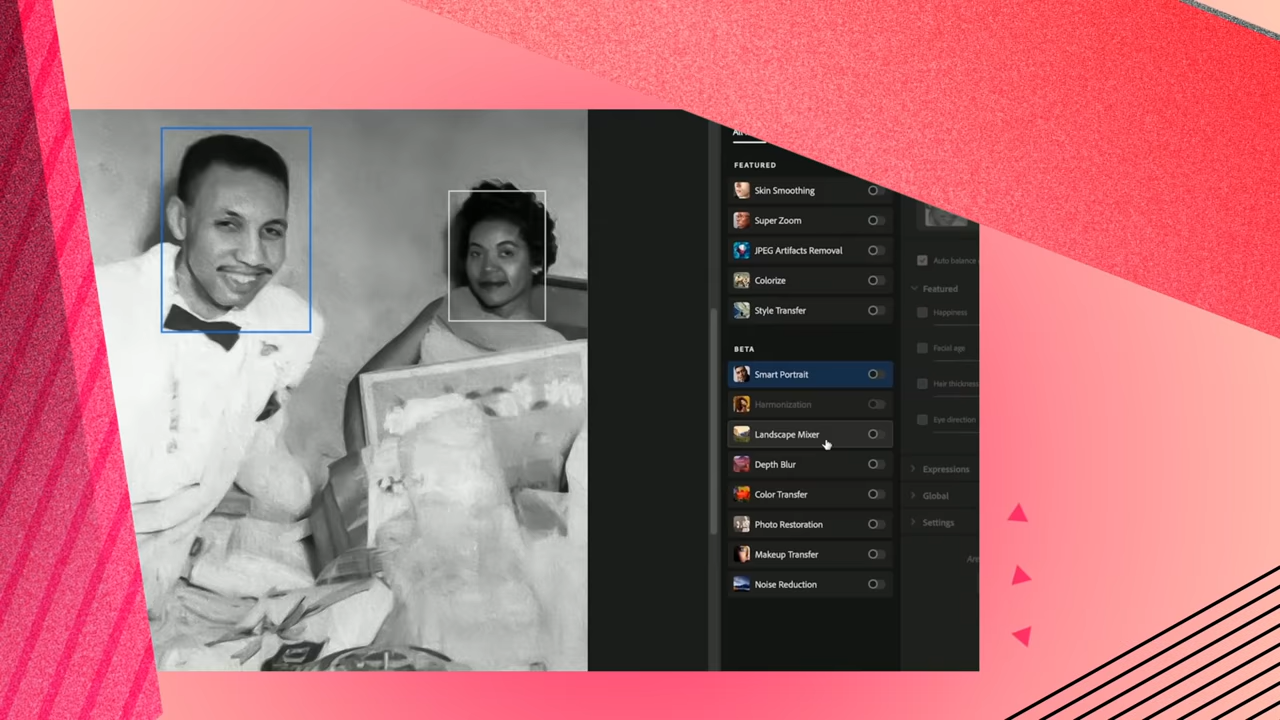 FEATURED
Skin Smoothing
Super Zoom
JPEG Artifacts Removal
Colorize
Style Transfer
BETA
Smart Portrait
Harmonization
Landscape Mixer
Depth Blur
Color Transfer
Photo Restoration
Makeup Transfer
Noise Reduction
Auto balance
Featured
Happiness
Facial age
Hair thickness
Eye direction
Expressions
Global
Settings